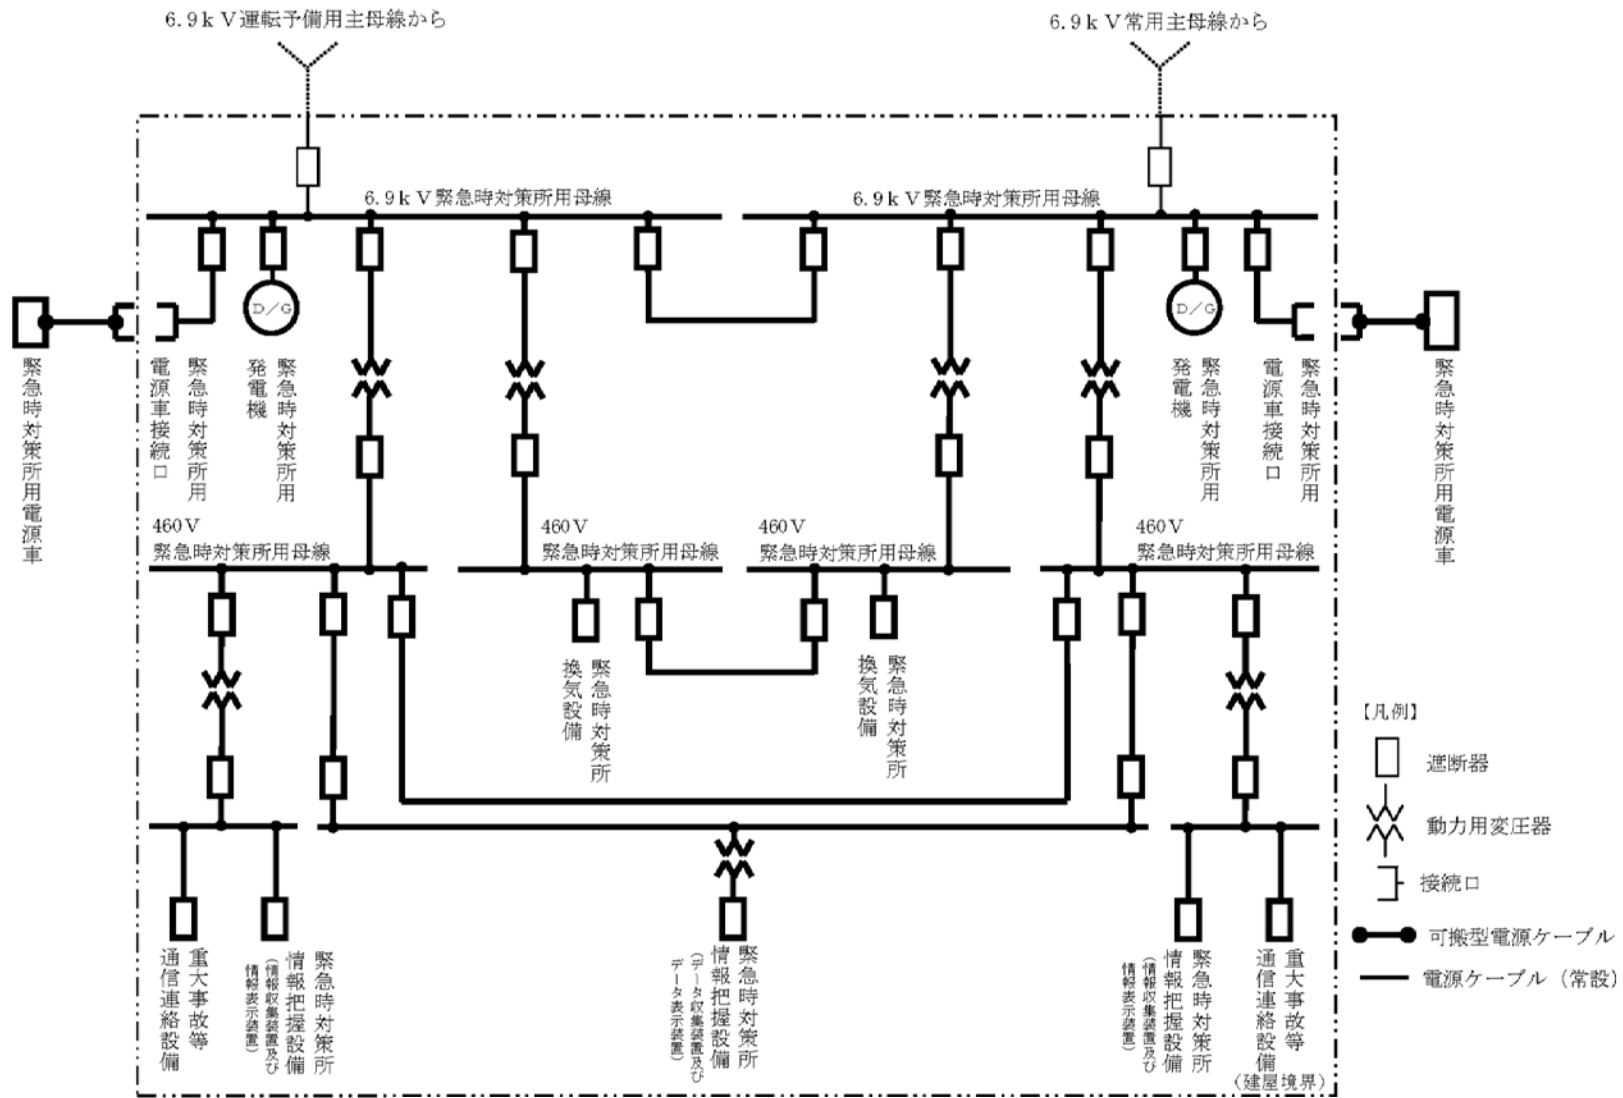 6.9kV運転予備用主母線から
6.9kV常用主母線から
6.9kV緊急時対策所用母線
6.9kV緊急時対策所用母線
D/G
D/G
緊急時対策所用電源車
緊急時対策所用
電源車接続口
緊急時対策所用
発電機
緊急時対策所用
発電機
緊急時対策所用
電源車接続口
緊急時対策所用電源車
460V
緊急時対策所用母線
460V
緊急時対策所用母線
460V
緊急時対策所用母線
460V
緊急時対策所用母線
緊急時対策所
換気設備
緊急時対策所
換気設備
重大事故等
通信連絡設備
緊急時対策所
情報把握設備
(情報収集装置及び
情報表示装置)
緊急時対策所
情報把握設備
(データ収集装置及び
データ表示装置)
緊急時対策所
情報把握設備
(情報収集装置及び
情報表示装置)
重大事故等
通信連絡設備
(建屋境界)
【凡例】
遮断器
動力用変圧器
接続口
可搬型電源ケーブル
電源ケーブル(常設)